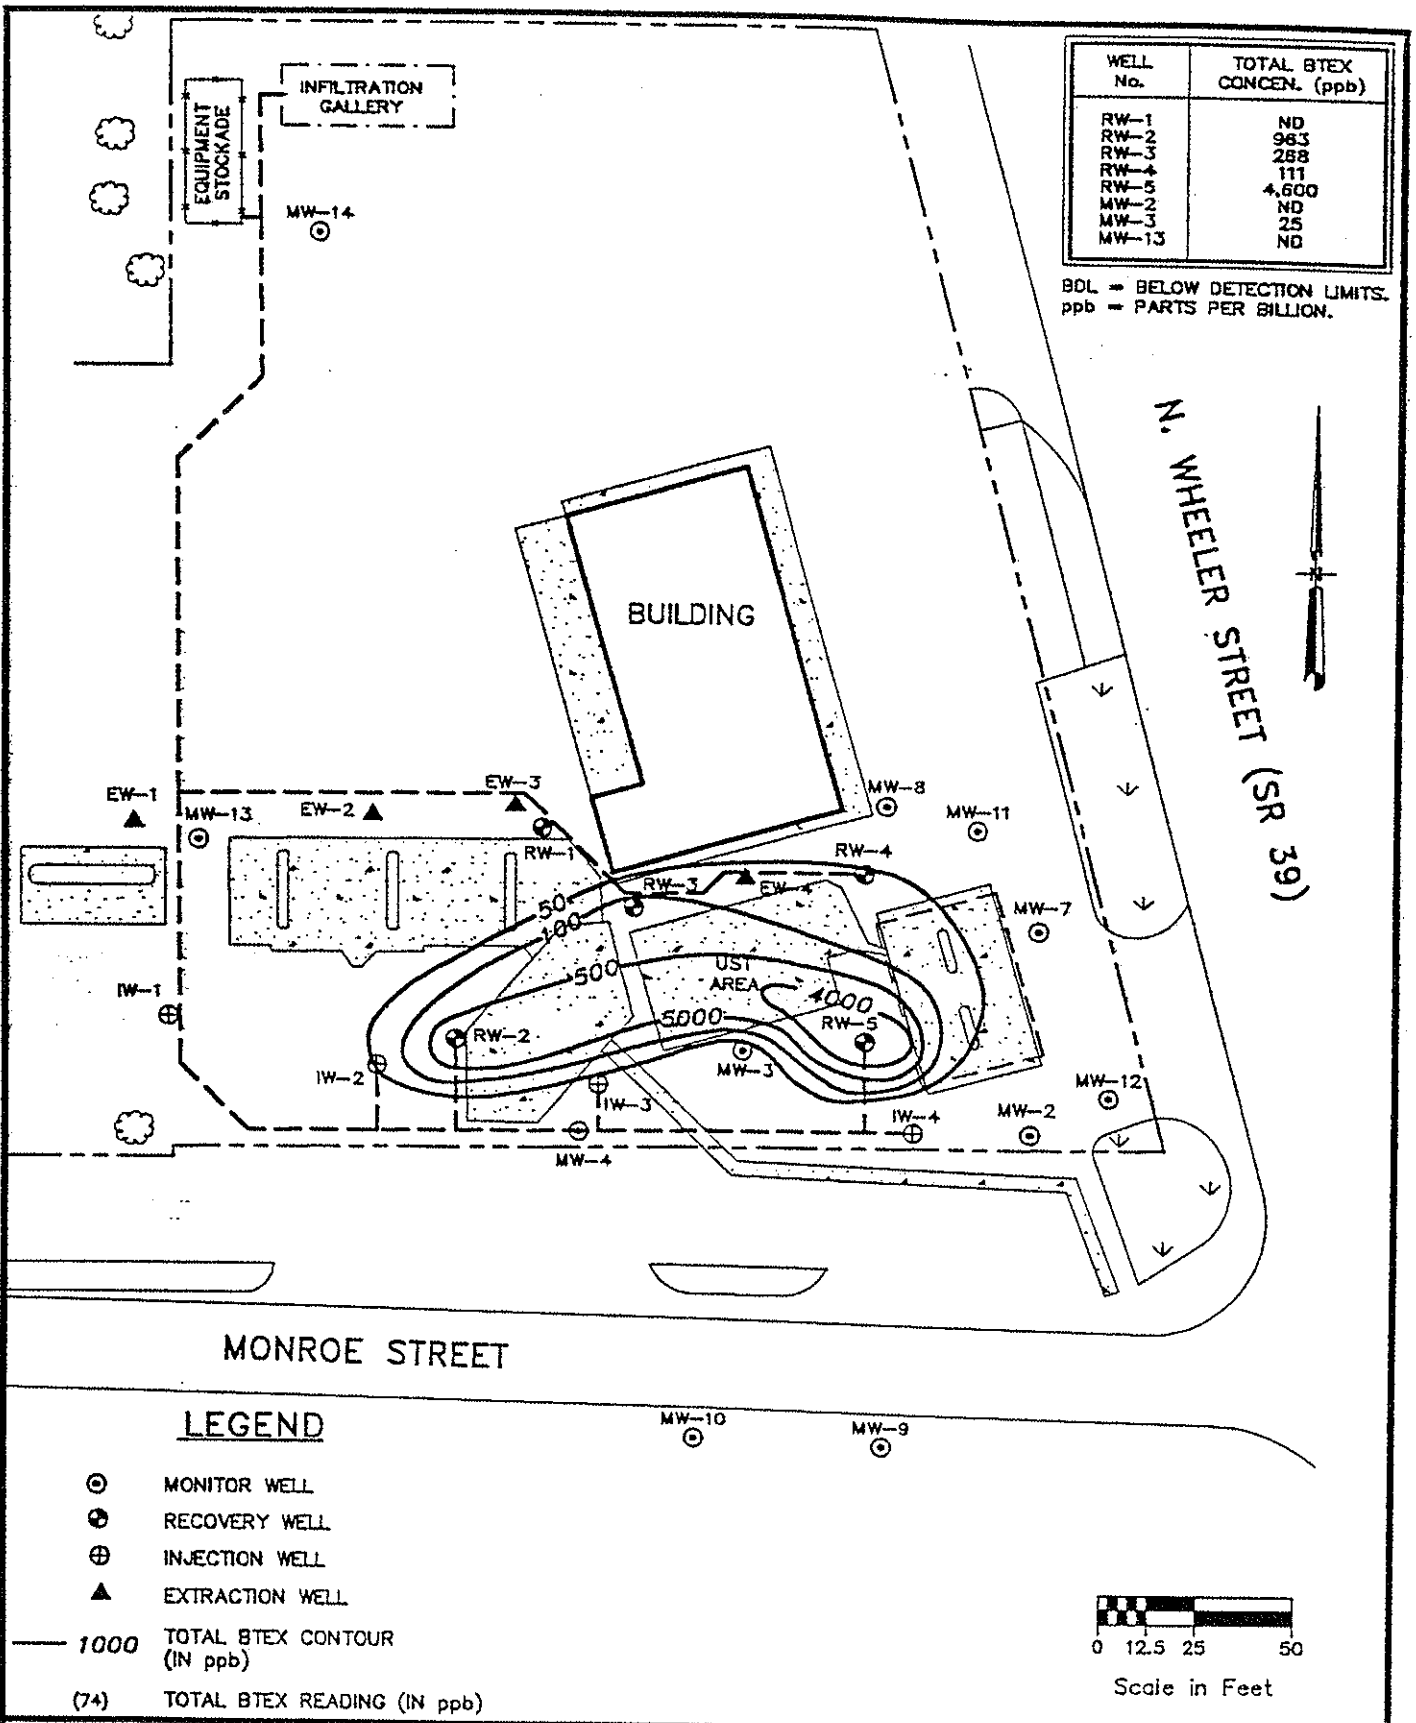 INFILTRATION
GALLERY
EQUIPMENT
STOCKADE
MW-14
WELL No. TOTAL BTEX CONCEN. (ppb)
RW-1 ND
RW-2 963
RW-3 288
RW-4 111
RW-5 4,600
MW-2 ND
MW-3 25
MW-13 ND
BDL = BELOW DETECTION LIMITS.
ppb = PARTS PER BILLION.
N. WHEELER STREET (SR 39)
BUILDING
EW-1
MW-13
EW-2
EW-3
RW-1
MW-8
MW-11
RW-4
RW-3
EW-4
MW-7
50
100
500
UST
AREA
4000
5000
RW-5
IW-1
RW-2
IW-2
MW-3
IW-3
MW-12
IW-4
MW-2
MW-4
MONROE STREET
MW-10
MW-9
LEGEND
MONITOR WELL
RECOVERY WELL
INJECTION WELL
EXTRACTION WELL
1000 TOTAL BTEX CONTOUR
(IN ppb)
(74) TOTAL BTEX READING (IN ppb)
0 12.5 25 50
Scale in Feet